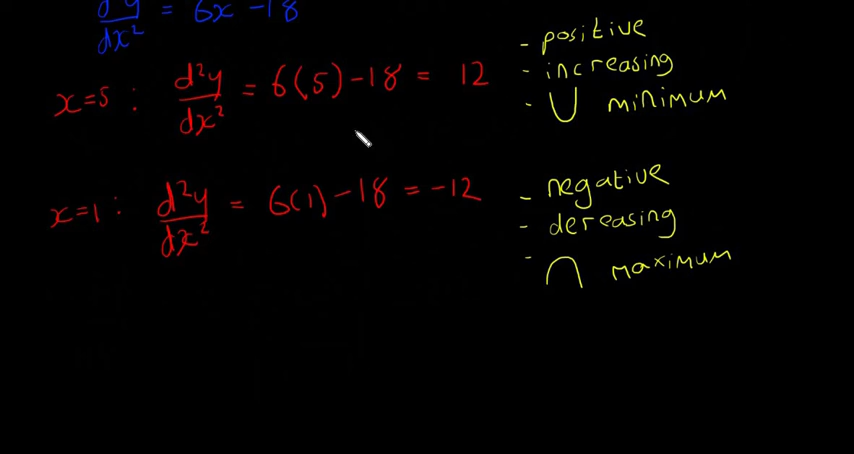 d²y/dx² = 6x - 18
- positive
- increasing
- ∪ minimum
x=5 : d²y/dx² = 6(5) - 18 = 12
- negative
- dereasing
- ∩ maximum
x=1 : d²y/dx² = 6(1) - 18 = -12